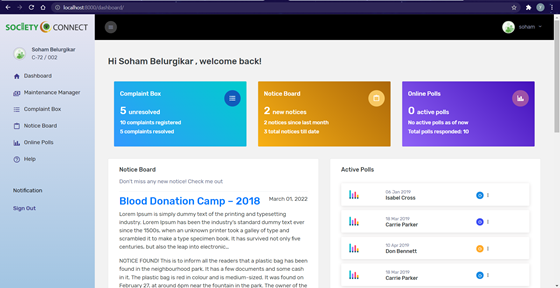 localhost:8000/dashboard/
SOCIETY CONNECT
soham
Soham Belurgikar
C-72 / 002
Dashboard
Maintenance Manager
Complaint Box
Notice Board
Online Polls
Help
Notification
Sign Out
Hi Soham Belurgikar , welcome back!
Complaint Box
5 unresolved
10 complaints registered
5 complaints resolved
Notice Board
2 new notices
2 notices since last month
3 total notices till date
Online Polls
0 active polls
No active polls as of now
Total polls responded: 10
Notice Board
Don't miss any new notice! Check me out
Blood Donation Camp – 2018
March 01, 2022
Lorem Ipsum is simply dummy text of the printing and typesetting
industry. Lorem Ipsum has been the industry's standard dummy text ever
since the 1500s, when an unknown printer took a galley of type and
scrambled it to make a type specimen book. It has survived not only five
centuries, but also the leap into electronic...
NOTICE FOUND! This is to inform all the readers that a plastic bag has been
found in the neighbourhood park. It has a few documents and some cash
in it. The plastic bag is red in colour and is medium-sized. It was found on
February 27, at around 6pm near the fountain in the park. The owner of the
Active Polls
06 Jan 2019
Isabel Cross
18 Mar 2019
Carrie Parker
10 Apr 2019
Don Bennett
18 Mar 2019
Carrie Parker